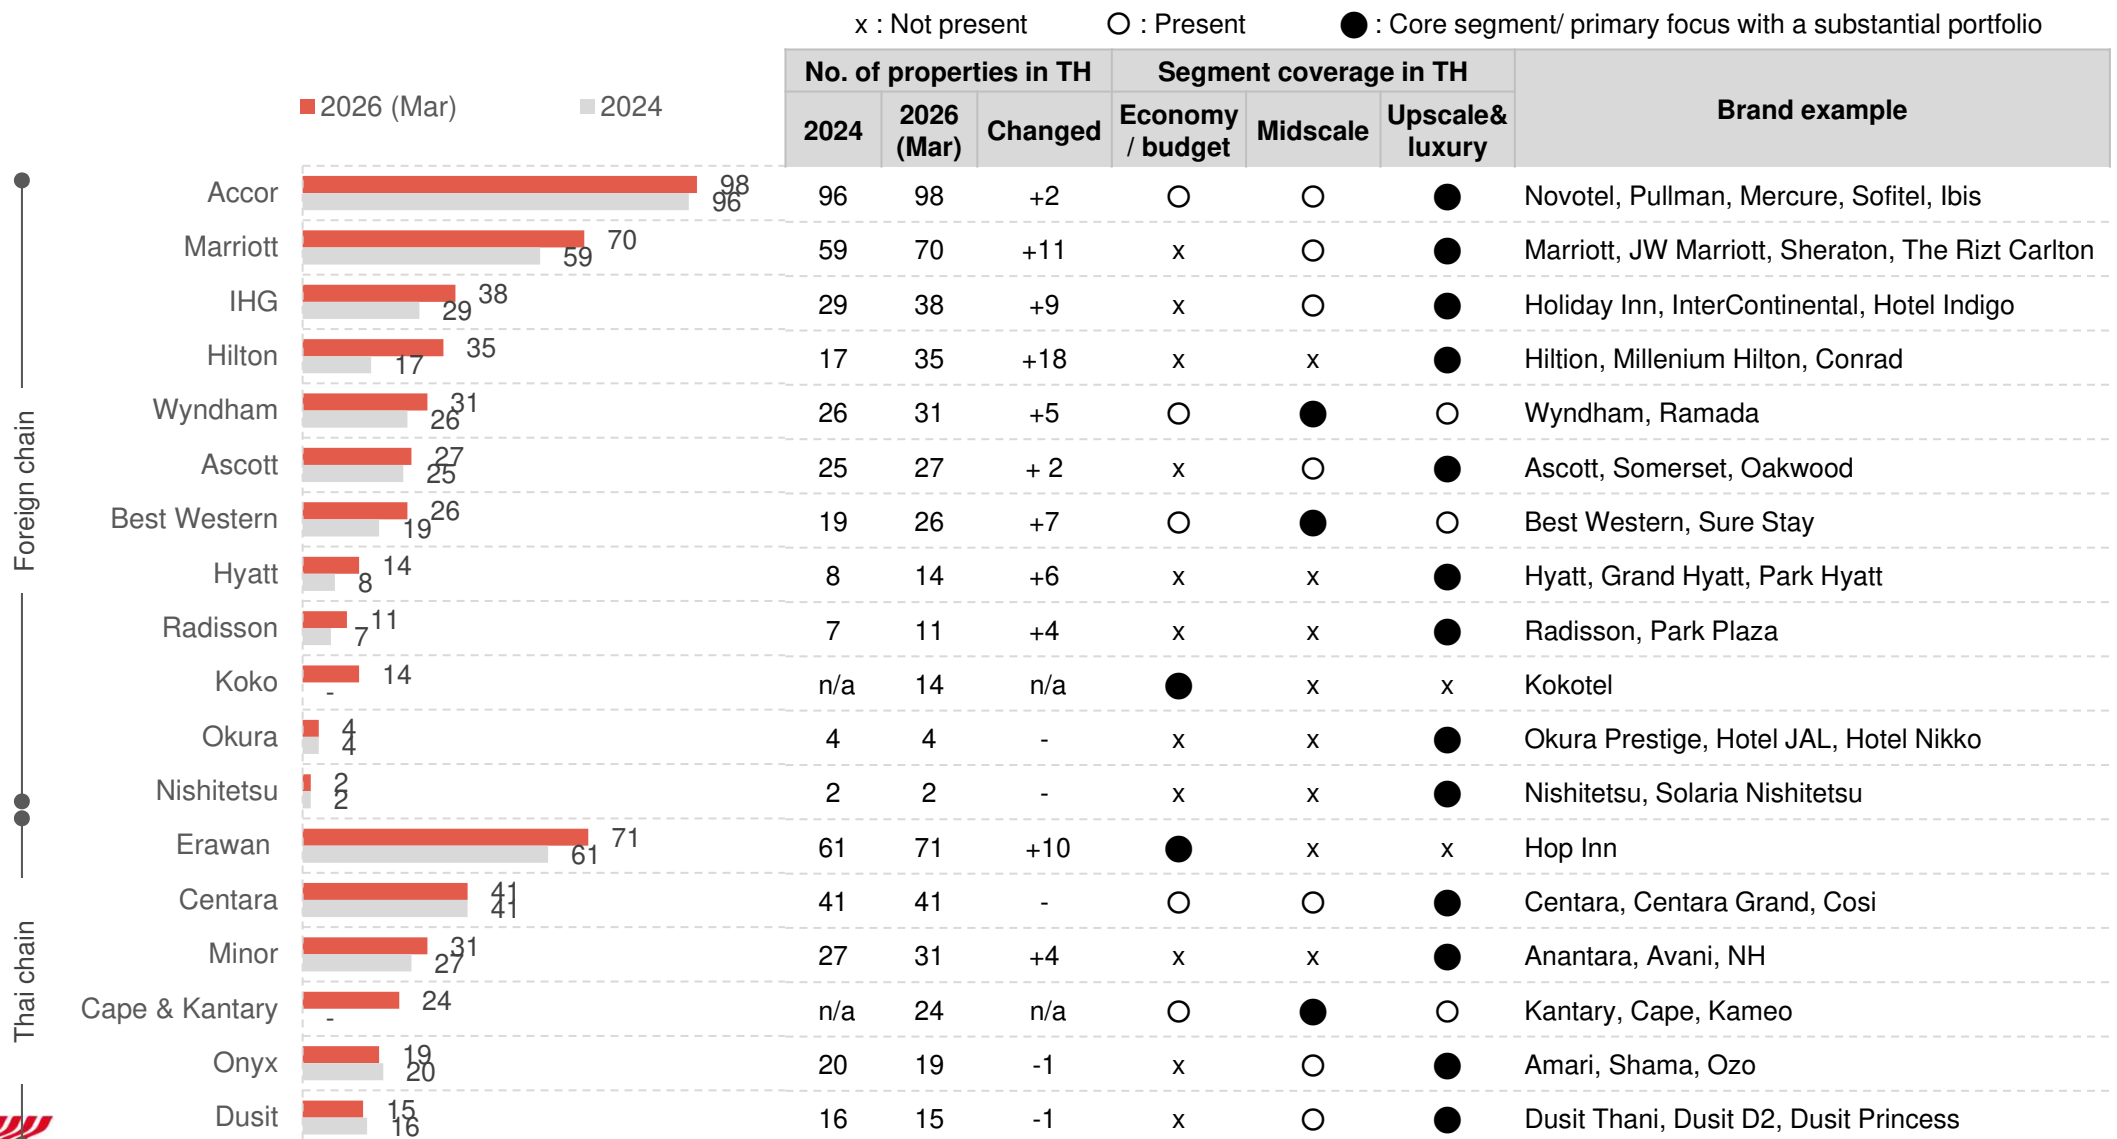 x : Not present ○ : Present ● : Core segment/ primary focus with a substantial portfolio
No. of properties in TH Segment coverage in TH Brand example
2026 (Mar) 2024
2024 2026 (Mar) Changed Economy / budget Midscale Upscale& luxury
Foreign chain
Accor 98 96 96 98 +2 ○ ○ ● Novotel, Pullman, Mercure, Sofitel, Ibis
Marriott 70 59 59 70 +11 x ○ ● Marriott, JW Marriott, Sheraton, The Rizt Carlton
IHG 38 29 29 38 +9 x ○ ● Holiday Inn, InterContinental, Hotel Indigo
Hilton 35 17 17 35 +18 x x ● Hiltion, Millenium Hilton, Conrad
Wyndham 31 26 26 31 +5 ○ ● ○ Wyndham, Ramada
Ascott 27 25 25 27 + 2 x ○ ● Ascott, Somerset, Oakwood
Best Western 26 19 19 26 +7 ○ ● ○ Best Western, Sure Stay
Hyatt 14 8 8 14 +6 x x ● Hyatt, Grand Hyatt, Park Hyatt
Radisson 11 7 7 11 +4 x x ● Radisson, Park Plaza
Koko 14 - n/a 14 n/a ● x x Kokotel
Okura 4 4 4 4 - x x ● Okura Prestige, Hotel JAL, Hotel Nikko
Nishitetsu 2 2 2 2 - x x ● Nishitetsu, Solaria Nishitetsu
Thai chain
Erawan 71 61 61 71 +10 ● x x Hop Inn
Centara 41 41 41 41 - ○ ○ ● Centara, Centara Grand, Cosi
Minor 31 27 27 31 +4 x x ● Anantara, Avani, NH
Cape & Kantary 24 - n/a 24 n/a ○ ● ○ Kantary, Cape, Kameo
Onyx 19 20 20 19 -1 x ○ ● Amari, Shama, Ozo
Dusit 15 16 16 15 -1 x ○ ● Dusit Thani, Dusit D2, Dusit Princess